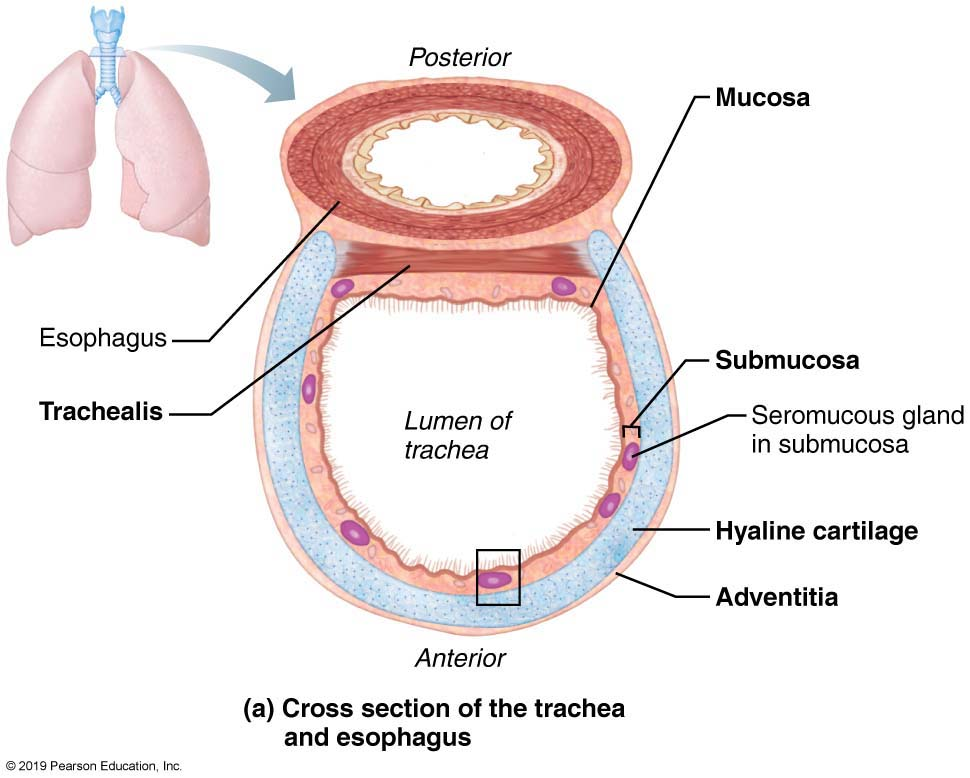 Posterior
Mucosa
Esophagus
Trachealis
Lumen of
trachea
Submucosa
Seromucous gland
in submucosa
Hyaline cartilage
Adventitia
Anterior
(a) Cross section of the trachea
and esophagus
© 2019 Pearson Education, Inc.